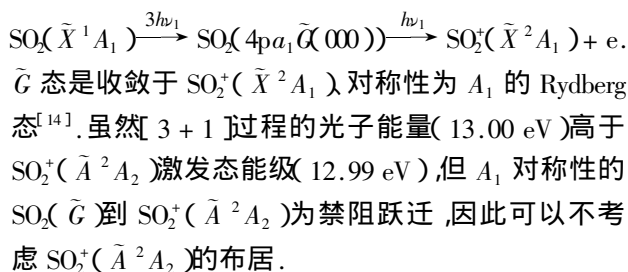 SO₂(X̃ ¹A₁) —3hν₁→ SO₂(4pa₁G̃(000)) —hν₁→ SO₂⁺(X̃ ²A₁) + e.
G̃ 态是收敛于 SO₂⁺(X̃ ²A₁)、对称性为 A₁ 的 Rydberg
态[14].虽然[3+1]过程的光子能量(13.00 eV)高于
SO₂⁺(Ã ²A₂)激发态能级(12.99 eV),但 A₁ 对称性的
SO₂(G̃)到 SO₂⁺(Ã ²A₂)为禁阻跃迁,因此可以不考
虑 SO₂⁺(Ã ²A₂)的布居.